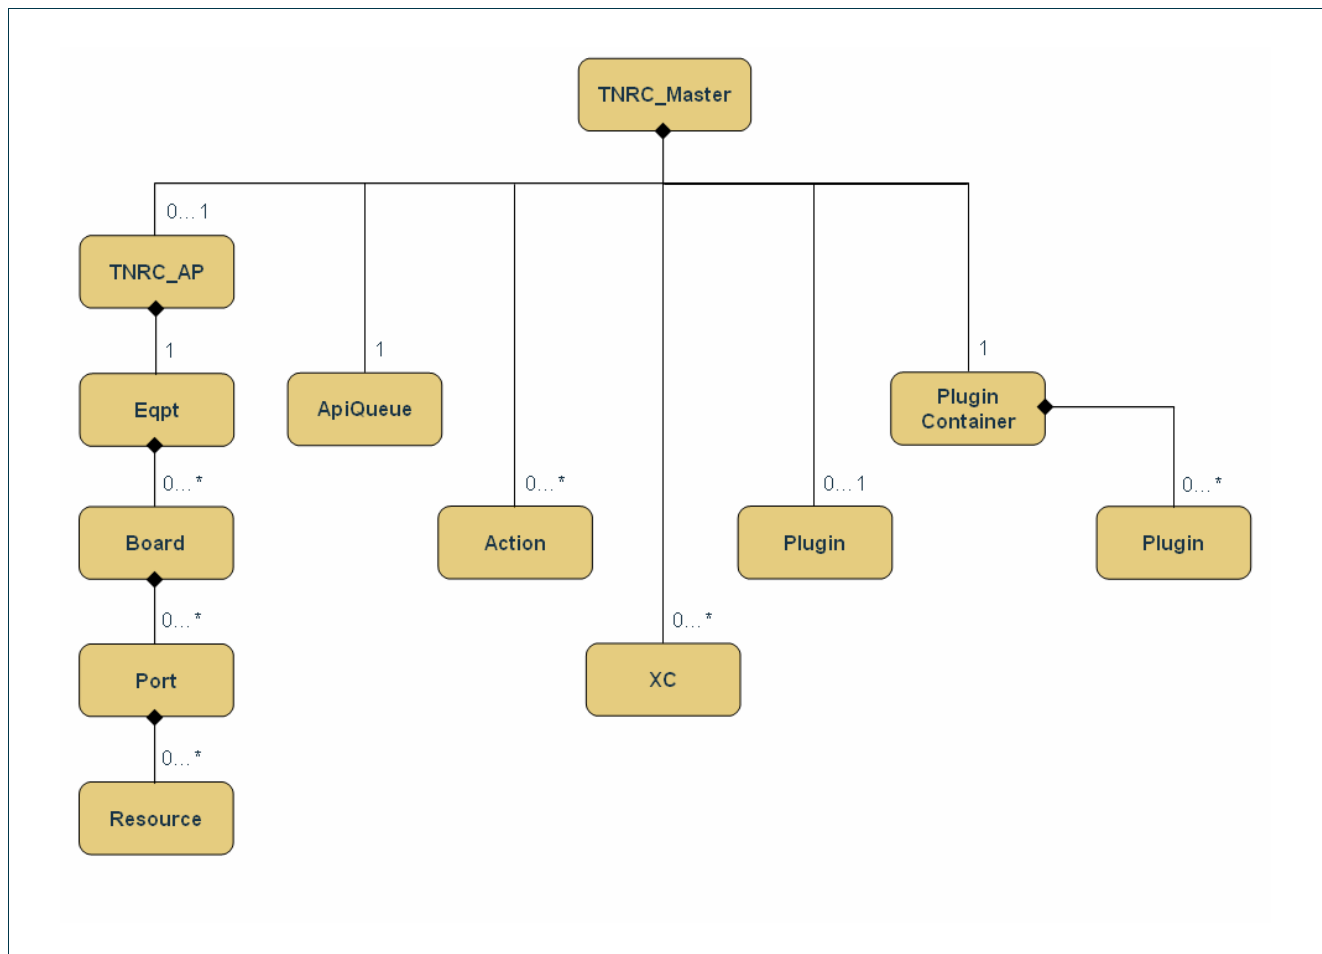 TNRC_Master
0...1
TNRC_AP
1
1
1
Eqpt
ApiQueue
Plugin
Container
0...*
0...*
0...1
0...*
Board
Action
Plugin
Plugin
0...*
0...*
Port
XC
0...*
Resource